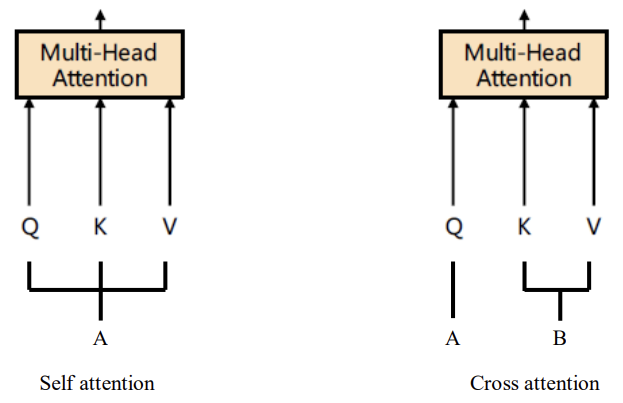 Multi-Head
Attention
Q K V
A
Self attention
Multi-Head
Attention
Q K V
A B
Cross attention